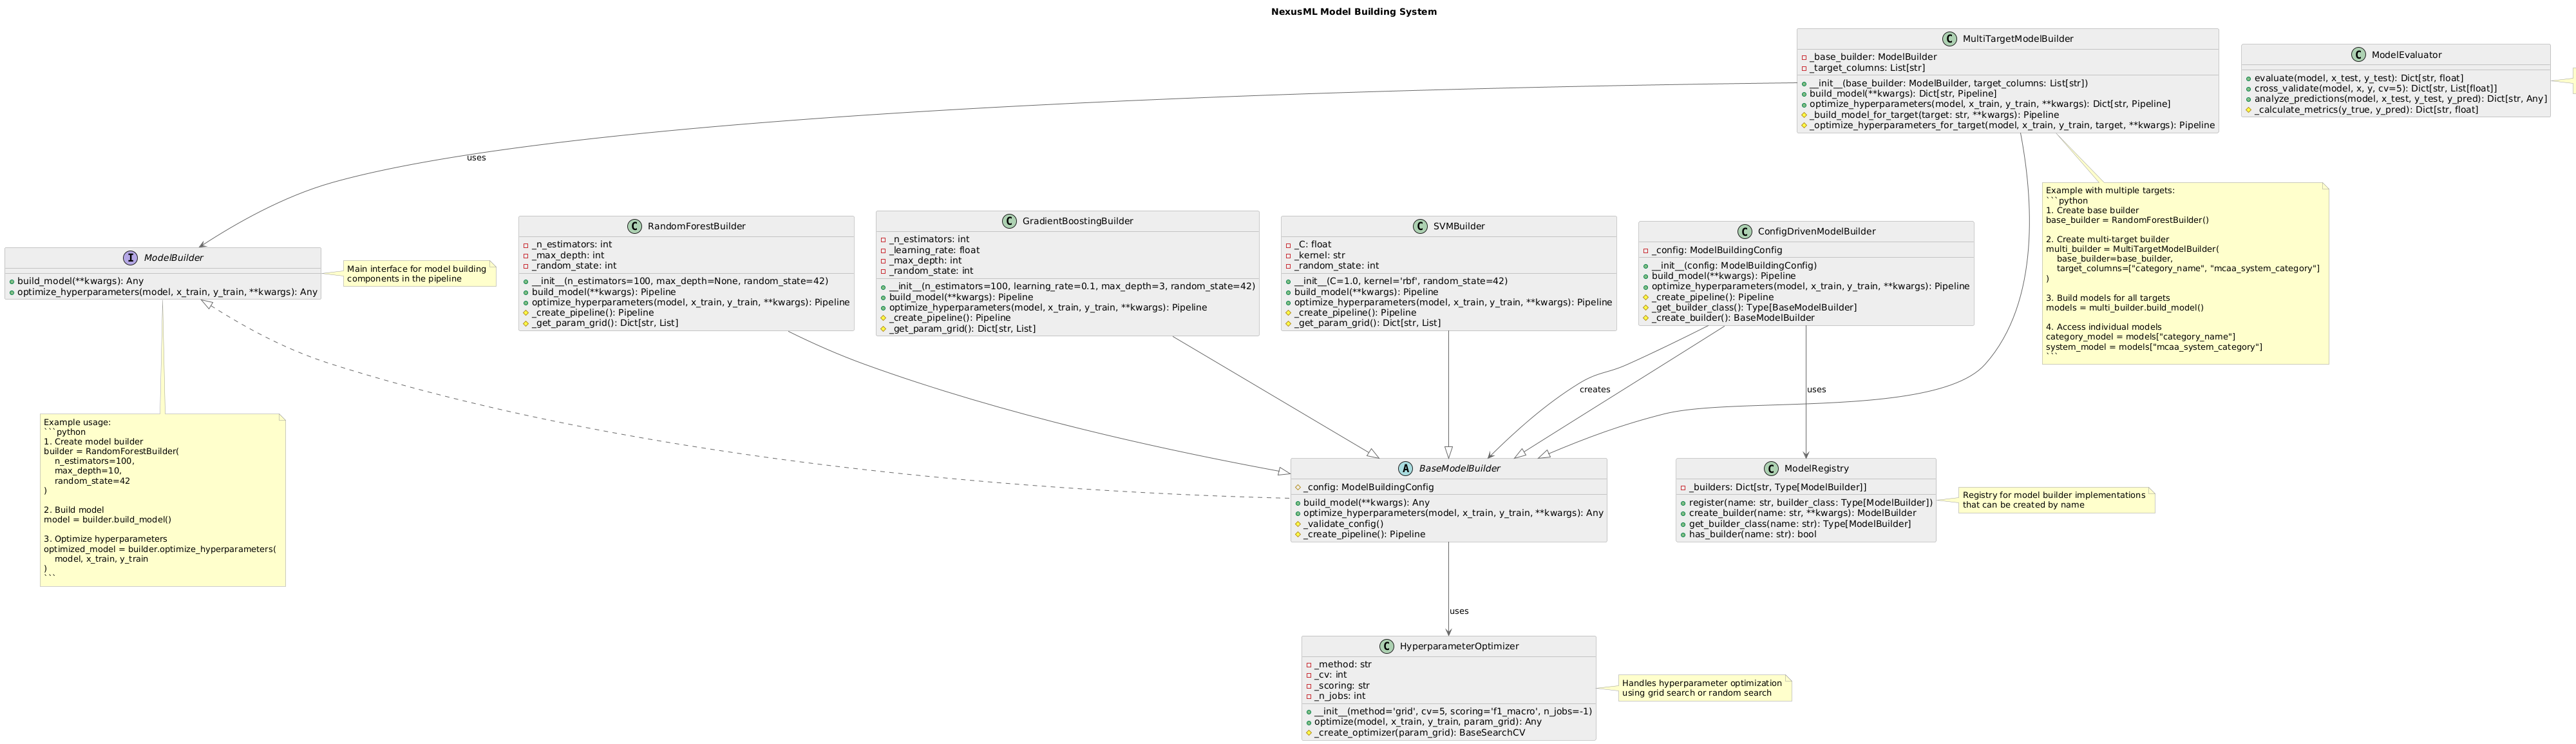 NexusML Model Building System
MultiTargetModelBuilder
_base_builder: ModelBuilder
_target_columns: List[str]
__init__(base_builder: ModelBuilder, target_columns: List[str])
build_model(**kwargs): Dict[str, Pipeline]
optimize_hyperparameters(model, x_train, y_train, **kwargs): Dict[str, Pipeline]
_build_model_for_target(target: str, **kwargs): Pipeline
_optimize_hyperparameters_for_target(model, x_train, y_train, target, **kwargs): Pipeline
C ModelEvaluator
evaluate(model, x_test, y_test): Dict[str, float]
cross_validate(model, x, y, cv=5): Dict[str, List[float]]
analyze_predictions(model, x_test, y_test, y_pred): Dict[str, Any]
_calculate_metrics(y_true, y_pred): Dict[str, float]
uses
I ModelBuilder
build_model(**kwargs): Any
optimize_hyperparameters(model, x_train, y_train, **kwargs): Any
Main interface for model building
components in the pipeline
C RandomForestBuilder
_n_estimators: int
_max_depth: int
_random_state: int
__init__(n_estimators=100, max_depth=None, random_state=42)
build_model(**kwargs): Pipeline
optimize_hyperparameters(model, x_train, y_train, **kwargs): Pipeline
_create_pipeline(): Pipeline
_get_param_grid(): Dict[str, List]
C GradientBoostingBuilder
_n_estimators: int
_learning_rate: float
_max_depth: int
_random_state: int
__init__(n_estimators=100, learning_rate=0.1, max_depth=3, random_state=42)
build_model(**kwargs): Pipeline
optimize_hyperparameters(model, x_train, y_train, **kwargs): Pipeline
_create_pipeline(): Pipeline
_get_param_grid(): Dict[str, List]
C SVMBuilder
_C: float
_kernel: str
_random_state: int
__init__(C=1.0, kernel='rbf', random_state=42)
build_model(**kwargs): Pipeline
optimize_hyperparameters(model, x_train, y_train, **kwargs): Pipeline
_create_pipeline(): Pipeline
_get_param_grid(): Dict[str, List]
C ConfigDrivenModelBuilder
_config: ModelBuildingConfig
__init__(config: ModelBuildingConfig)
build_model(**kwargs): Pipeline
optimize_hyperparameters(model, x_train, y_train, **kwargs): Pipeline
_create_pipeline(): Pipeline
_get_builder_class(): Type[BaseModelBuilder]
_create_builder(): BaseModelBuilder
Example with multiple targets:
```python
1. Create base builder
base_builder = RandomForestBuilder()
2. Create multi-target builder
multi_builder = MultiTargetModelBuilder(
base_builder=base_builder,
target_columns=["category_name", "mcaa_system_category"]
)
3. Build models for all targets
models = multi_builder.build_model()
4. Access individual models
category_model = models["category_name"]
system_model = models["mcaa_system_category"]
```
creates
uses
Example usage:
```python
1. Create model builder
builder = RandomForestBuilder(
n_estimators=100,
max_depth=10,
random_state=42
)
2. Build model
model = builder.build_model()
3. Optimize hyperparameters
optimized_model = builder.optimize_hyperparameters(
model, x_train, y_train
)
```
A BaseModelBuilder
_config: ModelBuildingConfig
build_model(**kwargs): Any
optimize_hyperparameters(model, x_train, y_train, **kwargs): Any
_validate_config()
_create_pipeline(): Pipeline
C ModelRegistry
_builders: Dict[str, Type[ModelBuilder]]
register(name: str, builder_class: Type[ModelBuilder])
create_builder(name: str, **kwargs): ModelBuilder
get_builder_class(name: str): Type[ModelBuilder]
has_builder(name: str): bool
Registry for model builder implementations
that can be created by name
uses
C HyperparameterOptimizer
_method: str
_cv: int
_scoring: str
_n_jobs: int
__init__(method='grid', cv=5, scoring='f1_macro', n_jobs=-1)
optimize(model, x_train, y_train, param_grid): Any
_create_optimizer(param_grid): BaseSearchCV
Handles hyperparameter optimization
using grid search or random search